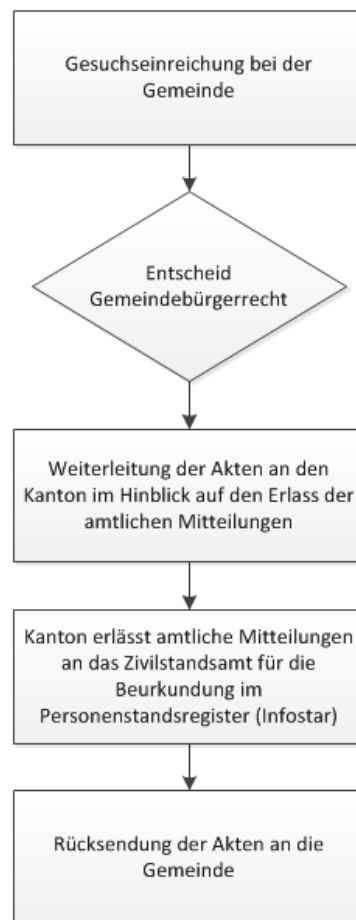 Gesuchseinreichung bei der
Gemeinde
Entscheid
Gemeindebürgerrecht
Weiterleitung der Akten an den
Kanton im Hinblick auf den Erlass der
amtlichen Mitteilungen
Kanton erlässt amtliche Mitteilungen
an das Zivilstandsamt für die
Beurkundung im
Personenstandsregister (Infostar)
Rücksendung der Akten an die
Gemeinde